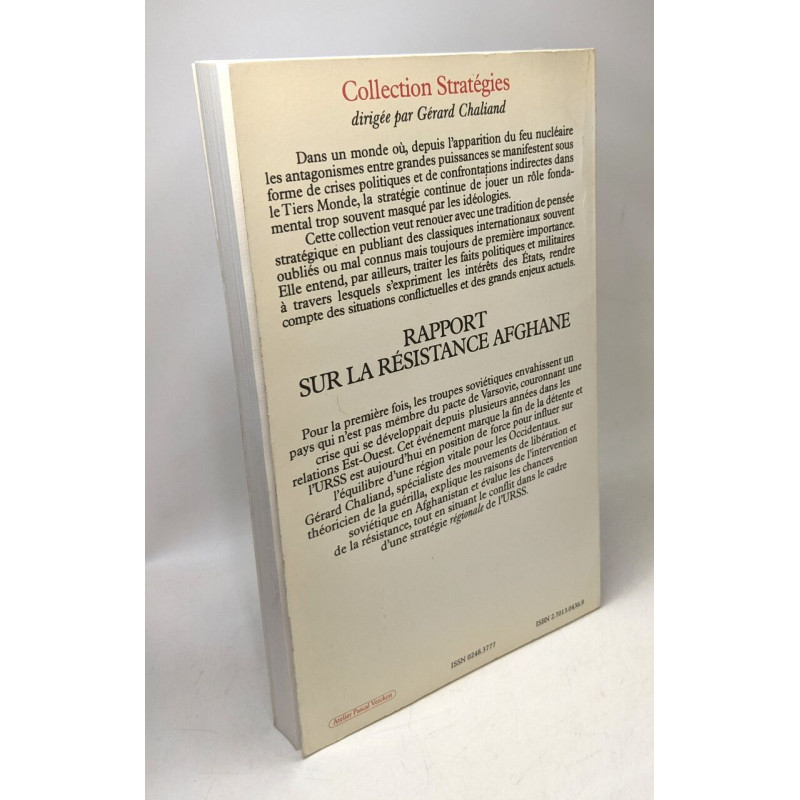 Collection Stratégies
dirigée par Gérard Chaliand
Dans un monde où, depuis l'apparition du feu nucléaire
les antagonismes entre grandes puissances se manifestent sous
forme de crises politiques et de confrontations indirectes dans
le Tiers Monde, la stratégie continue de jouer un rôle fonda-
mental trop souvent masqué par les idéologies.
Cette collection veut renouer avec une tradition de pensée
stratégique en publiant des classiques internationaux souvent
oubliés ou mal connus mais toujours de première importance.
Elle entend, par ailleurs, traiter les faits politiques et militaires
à travers lesquels s'expriment les intérêts des États, rendre
compte des situations conflictuelles et des grands enjeux actuels.
RAPPORT
SUR LA RÉSISTANCE AFGHANE
Pour la première fois, les troupes soviétiques envahissent un
pays qui n'est pas membre du pacte de Varsovie, couronnant une
crise qui se développait depuis plusieurs années dans les
relations Est-Ouest. Cet événement marque la fin de la détente et
l'URSS est aujourd'hui en position de force pour influer sur
l'équilibre d'une région vitale pour les Occidentaux.
Gérard Chaliand, spécialiste des mouvements de libération et
théoricien de la guérilla, explique les raisons de l'intervention
soviétique en Afghanistan et évalue les chances
de la résistance, tout en situant le conflit dans le cadre
d'une stratégie régionale de l'URSS.
ISSN 0248.3777
ISBN 2.7013.0436.8
Atelier Pascal Vercken